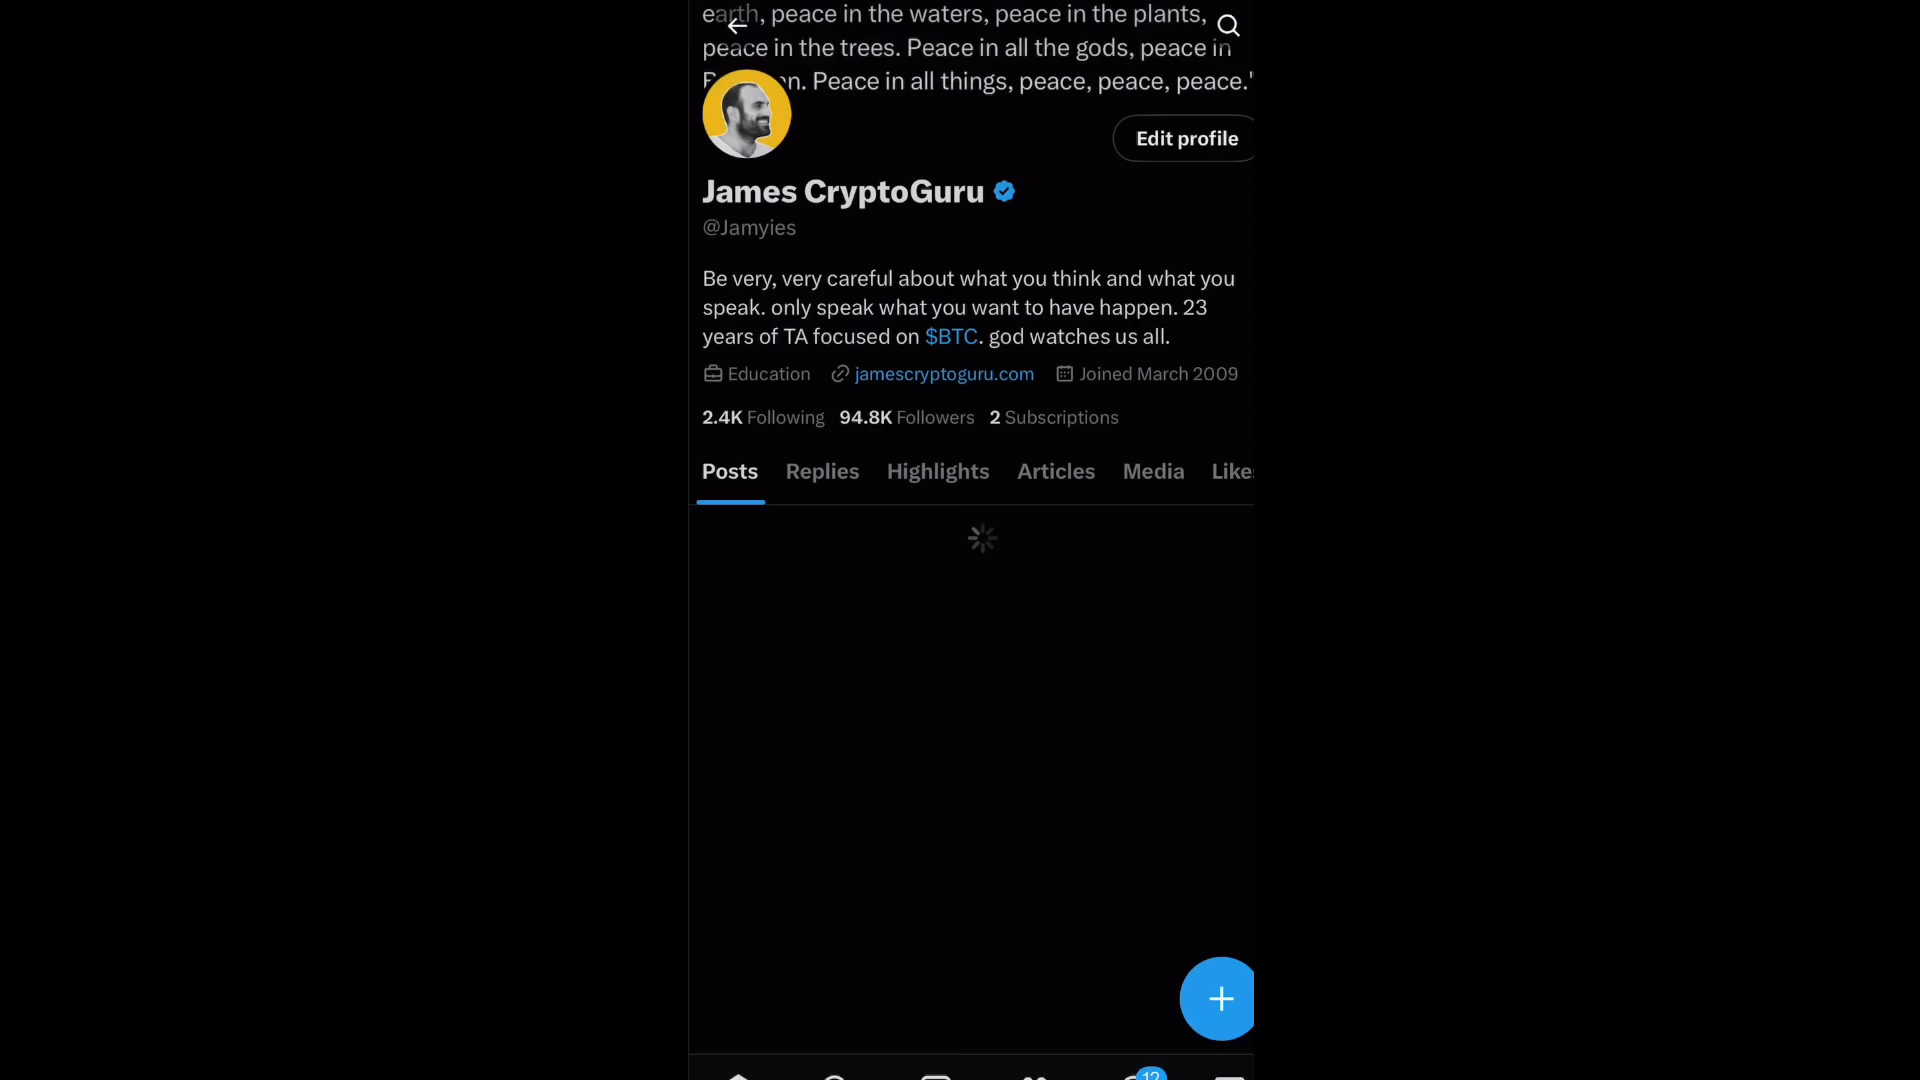 earth, peace in the waters, peace in the plants,
peace in the trees. Peace in all the gods, peace in
n. Peace in all things, peace, peace, peace."
Edit profile
James CryptoGuru
@Jamyies
Be very, very careful about what you think and what you
speak. only speak what you want to have happen. 23
years of TA focused on $BTC. god watches us all.
Education jamescryptoguru.com Joined March 2009
2.4K Following 94.8K Followers 2 Subscriptions
Posts Replies Highlights Articles Media Likes
12